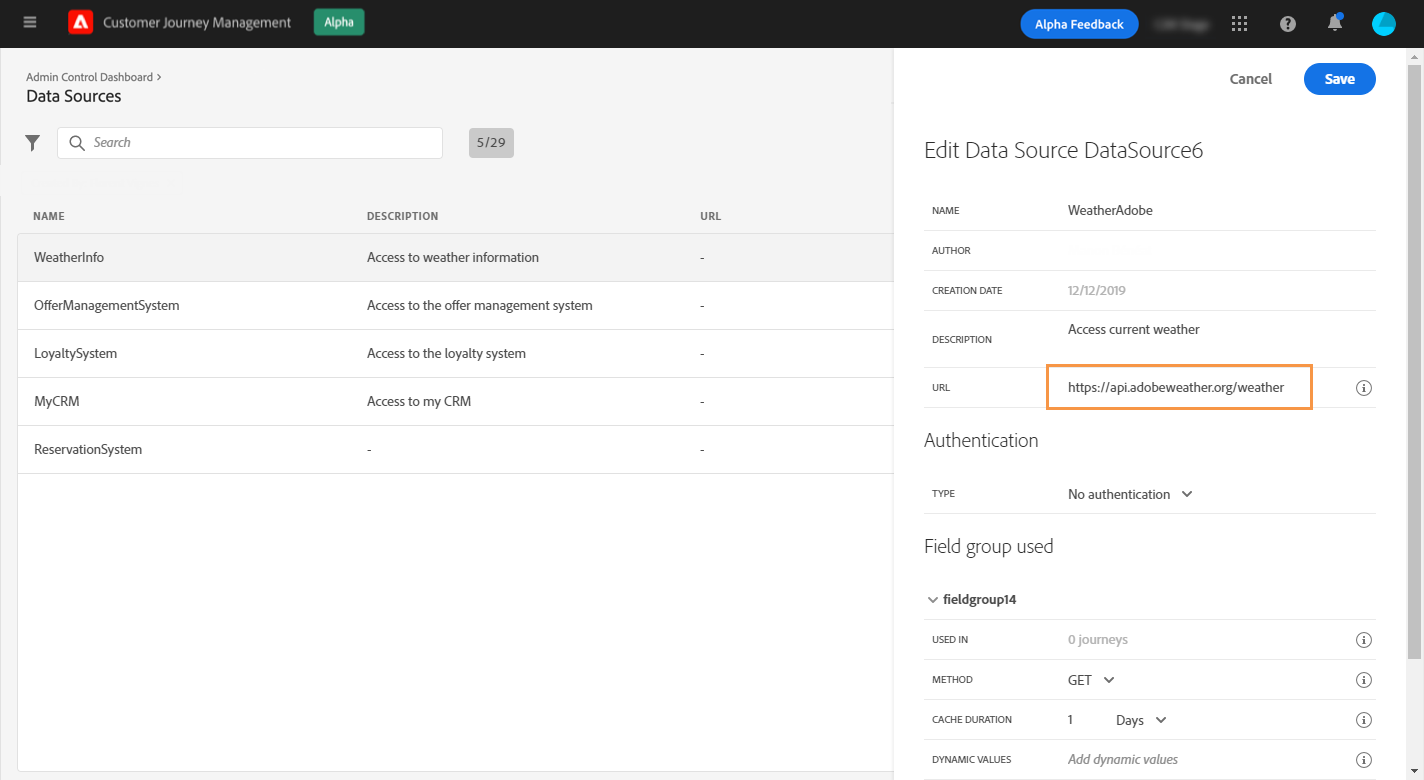 Customer Journey Management
Alpha
Alpha Feedback
Admin Control Dashboard >
Data Sources
Search
5/29
NAME DESCRIPTION URL
WeatherInfo Access to weather information -
OfferManagementSystem Access to the offer management system -
LoyaltySystem Access to the loyalty system -
MyCRM Access to my CRM -
ReservationSystem - -
Cancel
Save
Edit Data Source DataSource6
NAME WeatherAdobe
AUTHOR
CREATION DATE 12/12/2019
DESCRIPTION Access current weather
URL https://api.adobeweather.org/weather
Authentication
TYPE No authentication
Field group used
fieldgroup14
USED IN 0 journeys
METHOD GET
CACHE DURATION 1 Days
DYNAMIC VALUES Add dynamic values